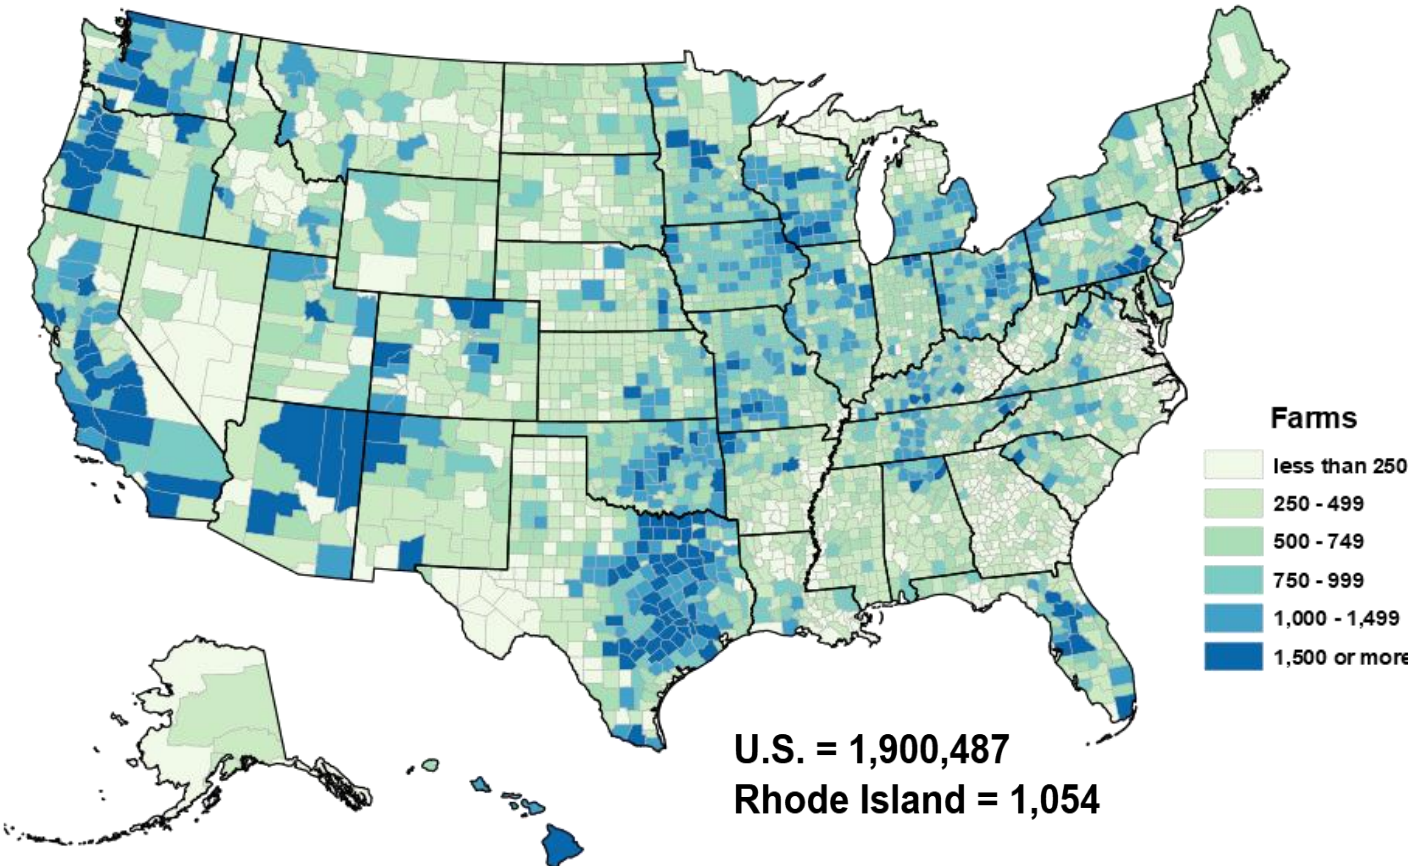 Farms
less than 250
250 - 499
500 - 749
750 - 999
1,000 - 1,499
1,500 or more
U.S. = 1,900,487
Rhode Island = 1,054